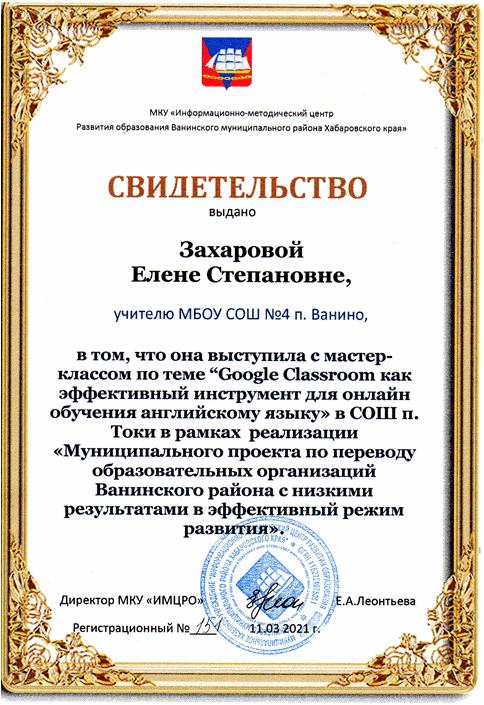 МКУ «Информационно-методический центр
Развития образования Ванинского муниципального района Хабаровского края»
СВИДЕТЕЛЬСТВО
выдано
Захаровой
Елене Степановне,
учителю МБОУ СОШ №4 п. Ванино,
в том, что она выступила с мастер-
классом по теме “Google Classroom как
эффективный инструмент для онлайн
обучения английскому языку» в СОШ п.
Токи в рамках реализации
«Муниципального проекта по переводу
образовательных организаций
Ванинского района с низкими
результатами в эффективный режим
развития».
Директор МКУ «ИМЦРО» Е.А.Леонтьева
Регистрационный № 151 11.03 2021 г.